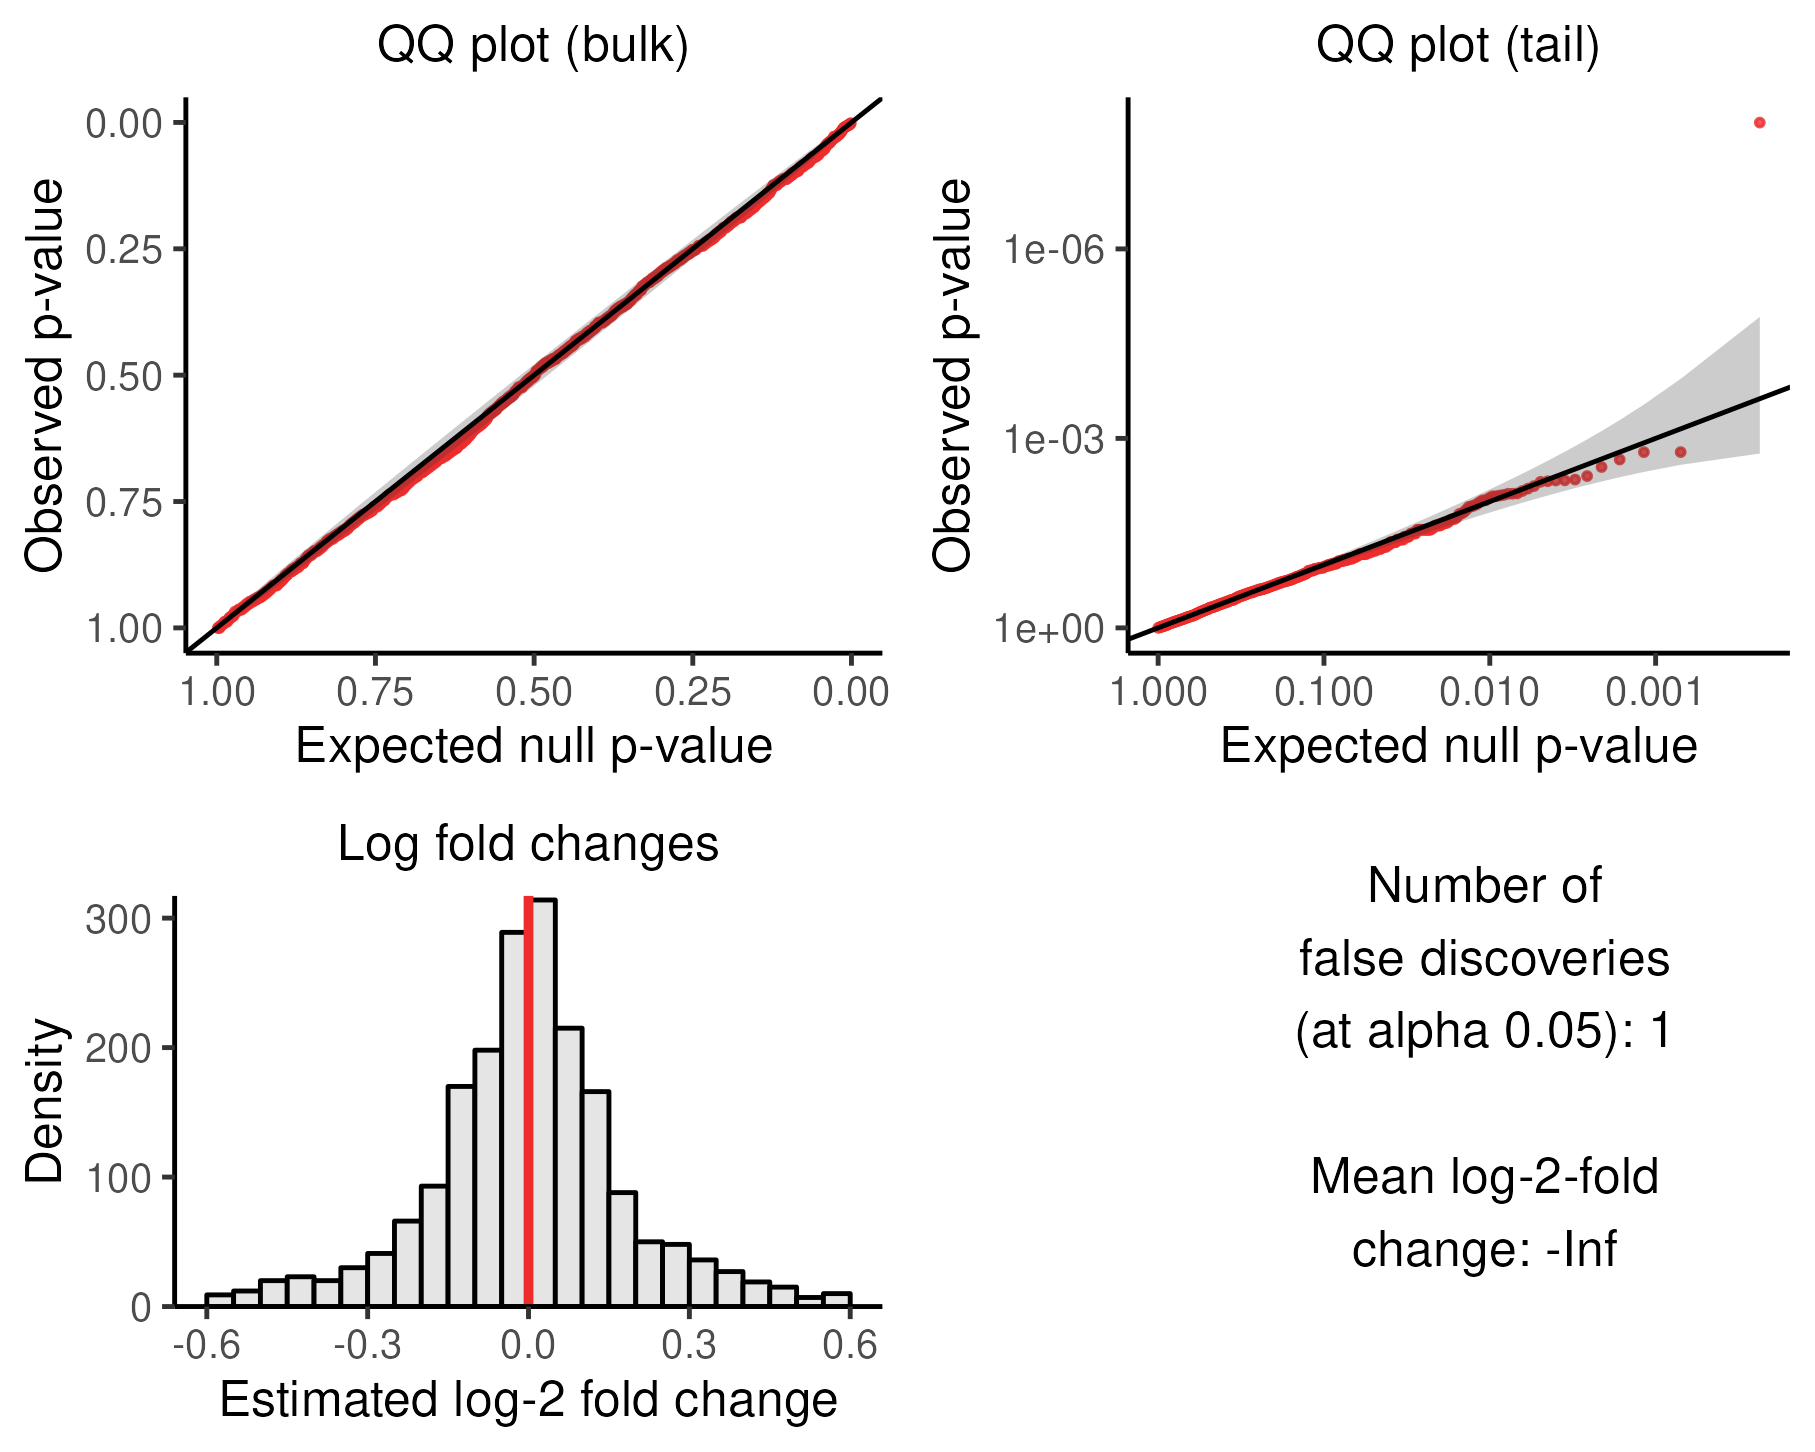 QQ plot (bulk)
Observed p-value
0.00
0.25
0.50
0.75
1.00
1.00 0.75 0.50 0.25 0.00
Expected null p-value
QQ plot (tail)
Observed p-value
1e-06
1e-03
1e+00
1.000 0.100 0.010 0.001
Expected null p-value
Log fold changes
Density
300
200
100
0
-0.6 -0.3 0.0 0.3 0.6
Estimated log-2 fold change
Number of
false discoveries
(at alpha 0.05): 1
Mean log-2-fold
change: -Inf